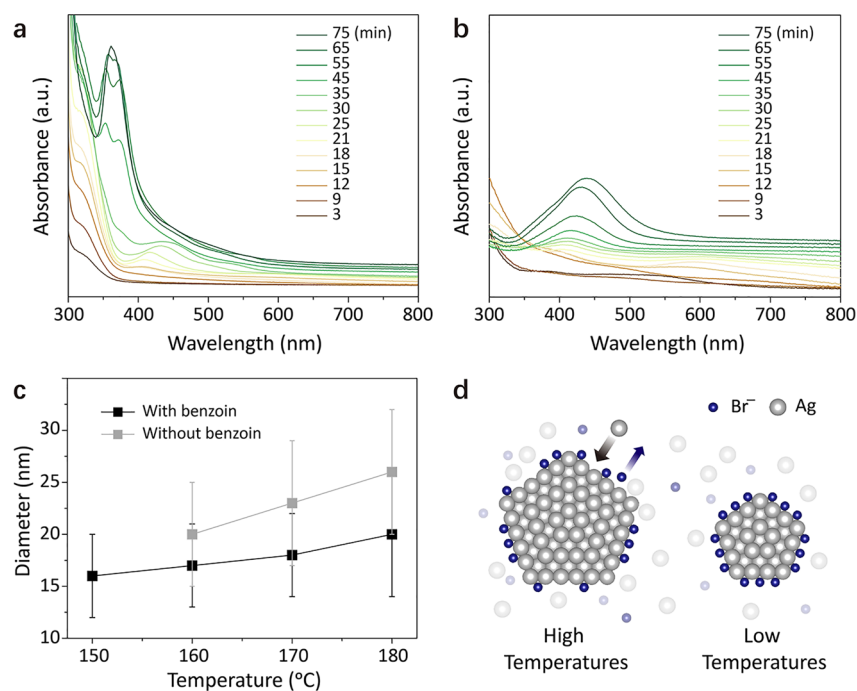 a
Absorbance (a.u.)
75 (min)
65
55
45
35
30
25
21
18
15
12
9
3
300 400 500 600 700 800
Wavelength (nm)
b
Absorbance (a.u.)
75 (min)
65
55
45
35
30
25
21
18
15
12
9
3
300 400 500 600 700 800
Wavelength (nm)
c
Diameter (nm)
30
25
20
15
10
With benzoin
Without benzoin
150 160 170 180
Temperature (°C)
d
Br⁻ Ag
High
Temperatures
Low
Temperatures